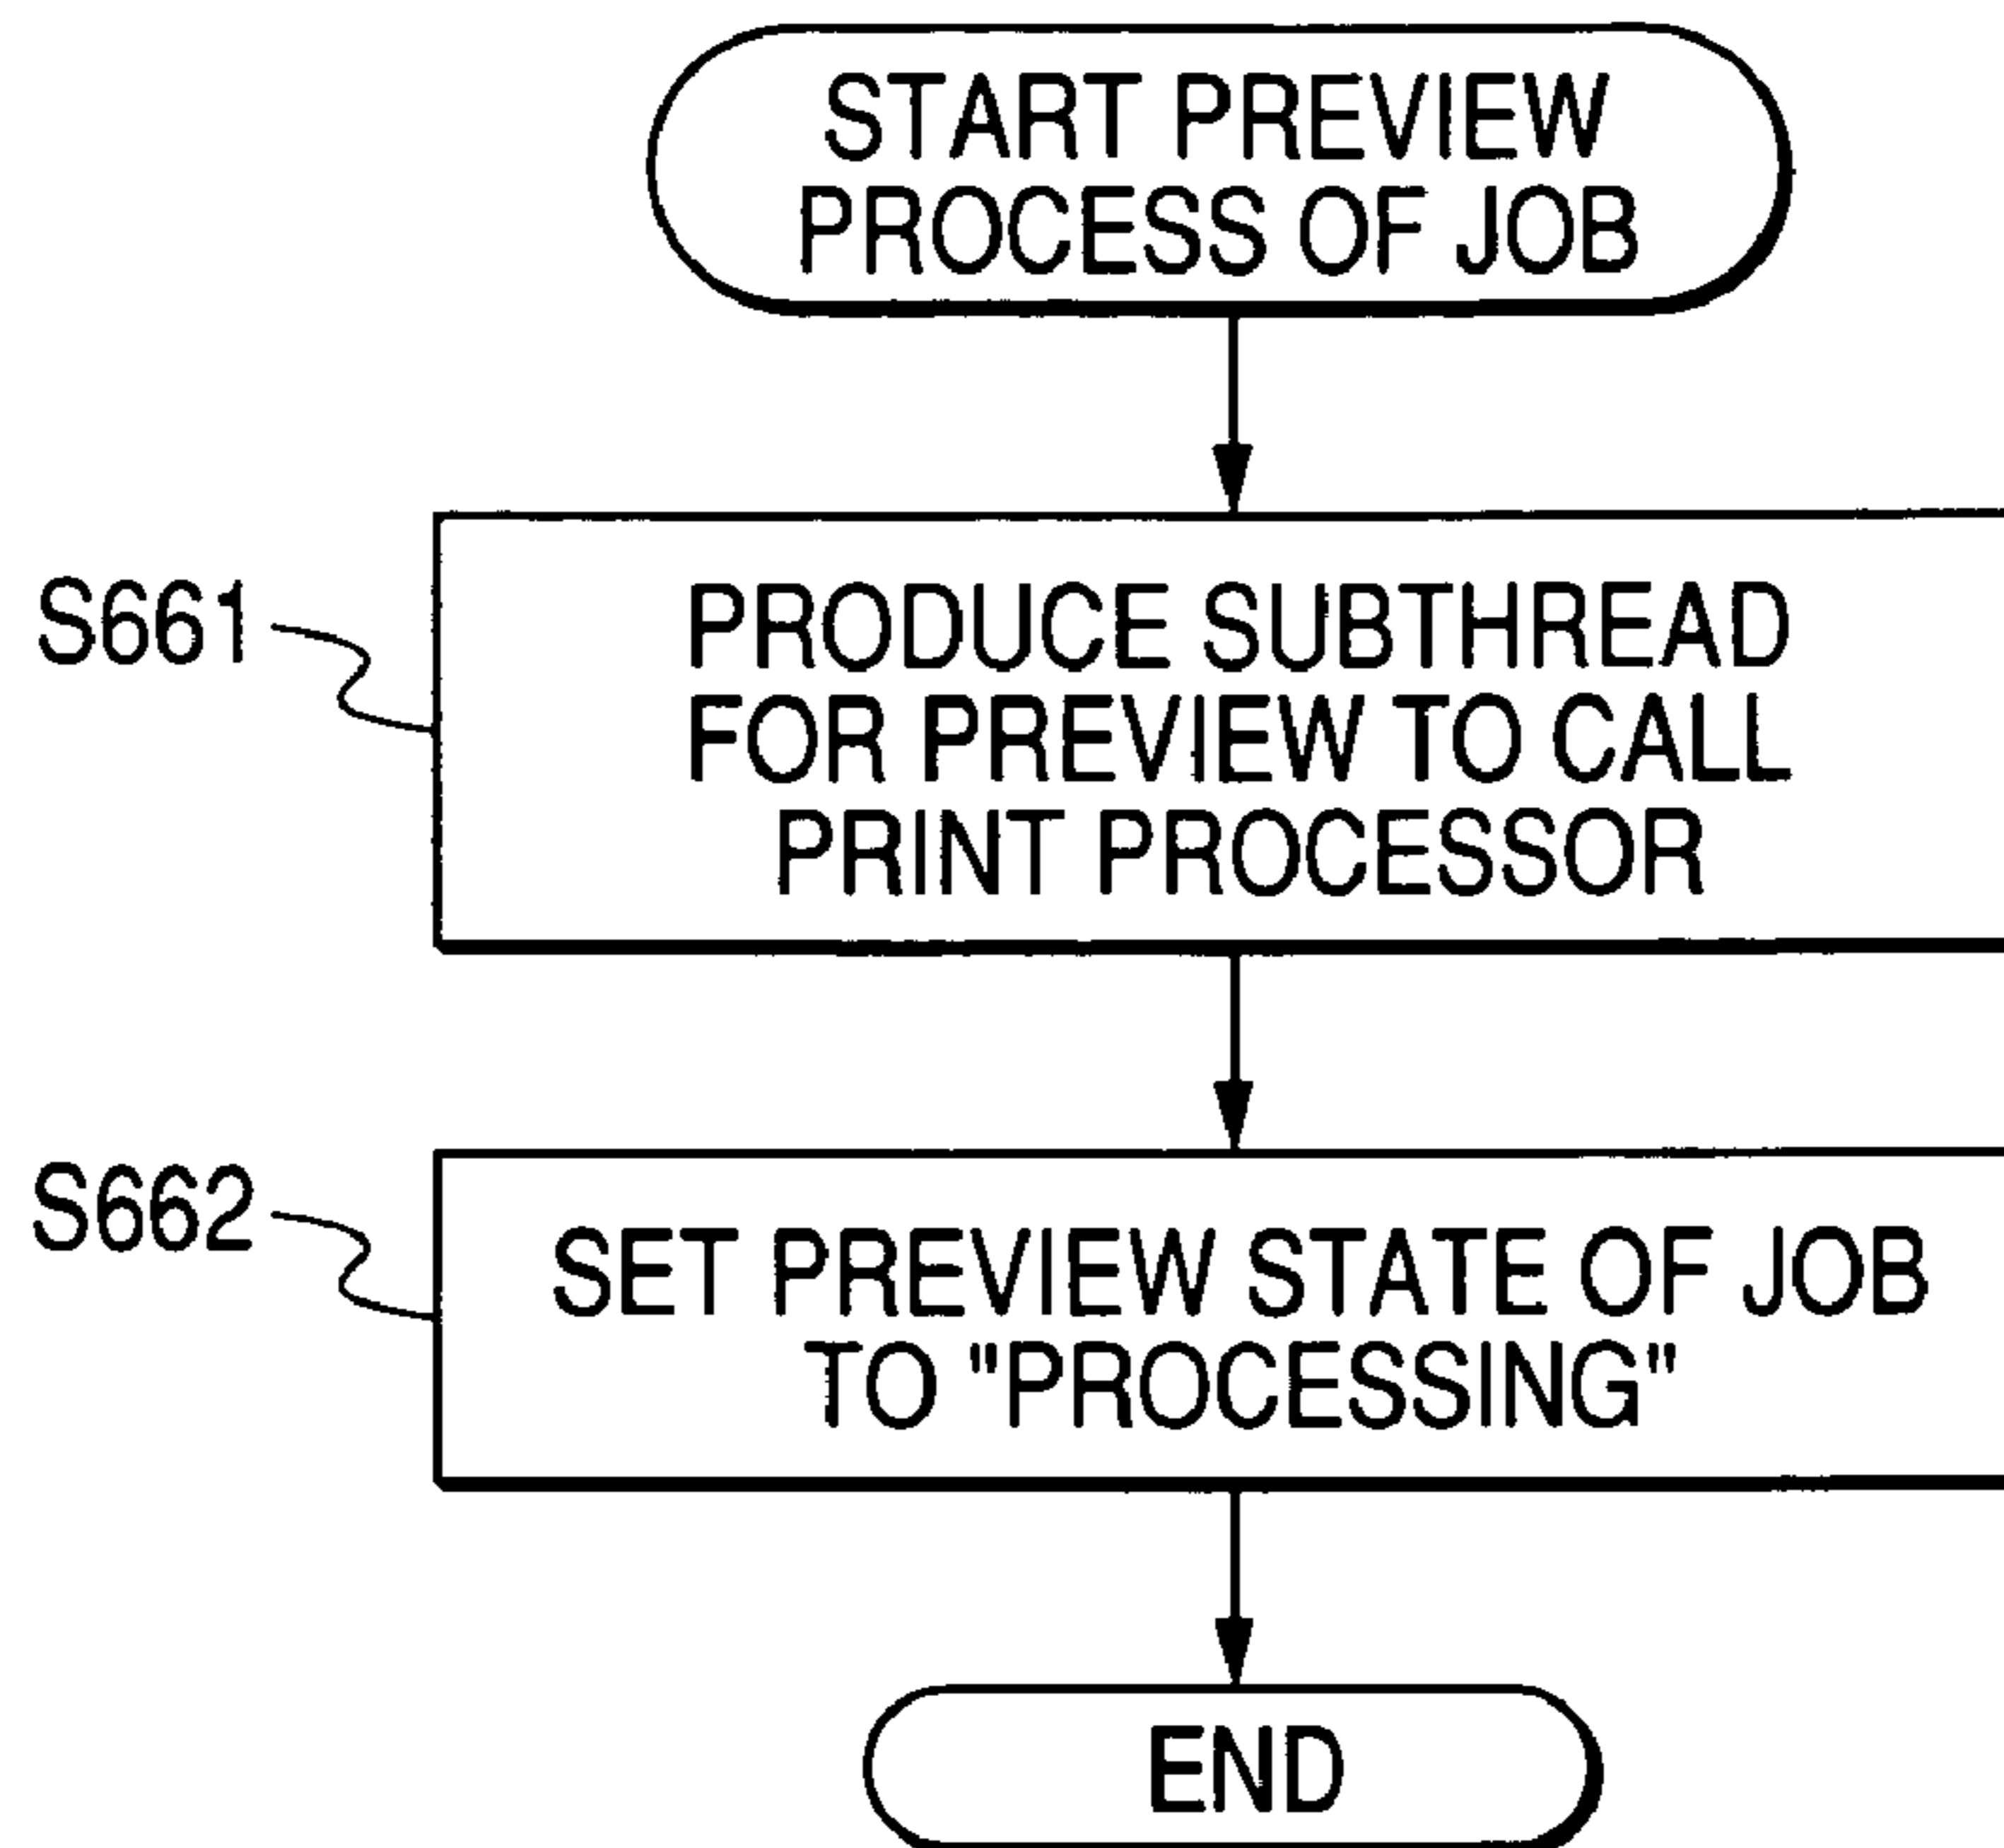 START PREVIEW
PROCESS OF JOB
S661
PRODUCE SUBTHREAD
FOR PREVIEW TO CALL
PRINT PROCESSOR
S662
SET PREVIEW STATE OF JOB
TO "PROCESSING"
END